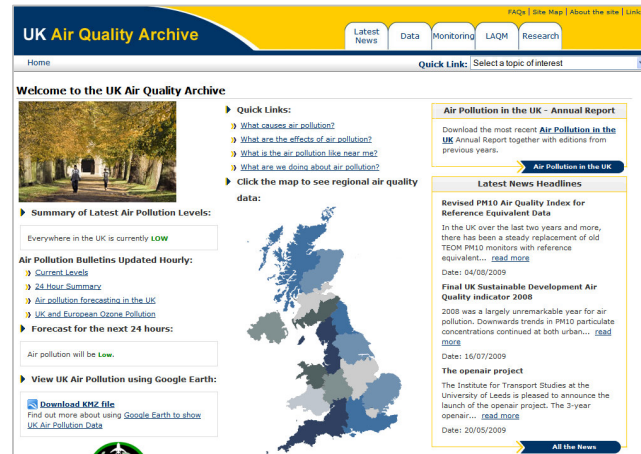 FAQs | Site Map | About the site | Links
UK Air Quality Archive
Latest News
Data
Monitoring
LAQM
Research
Home
Quick Link: Select a topic of interest
Welcome to the UK Air Quality Archive
Summary of Latest Air Pollution Levels:
Everywhere in the UK is currently LOW
Air Pollution Bulletins Updated Hourly:
Current Levels
24 Hour Summary
Air pollution forecasting in the UK
UK and European Ozone Pollution
Forecast for the next 24 hours:
Air pollution will be Low.
View UK Air Pollution using Google Earth:
Download KMZ file
Find out more about using Google Earth to show
UK Air Pollution Data
Quick Links:
What causes air pollution?
What are the effects of air pollution?
What is the air pollution like near me?
What are we doing about air pollution?
Click the map to see regional air quality
data:
Air Pollution in the UK - Annual Report
Download the most recent Air Pollution in the
UK Annual Report together with editions from
previous years.
Air Pollution in the UK
Latest News Headlines
Revised PM10 Air Quality Index for
Reference Equivalent Data
In the UK over the last two years and more,
there has been a steady replacement of old
TEOM PM10 monitors with reference
equivalent... read more
Date: 04/08/2009
Final UK Sustainable Development Air
Quality indicator 2008
2008 was a largely unremarkable year for air
pollution. Downwards trends in PM10 particulate
concentrations continued at both urban... read
more
Date: 16/07/2009
The openair project
The Institute for Transport Studies at the
University of Leeds is pleased to announce the
launch of the openair project. The 3-year
openair... read more
Date: 20/05/2009
All the News